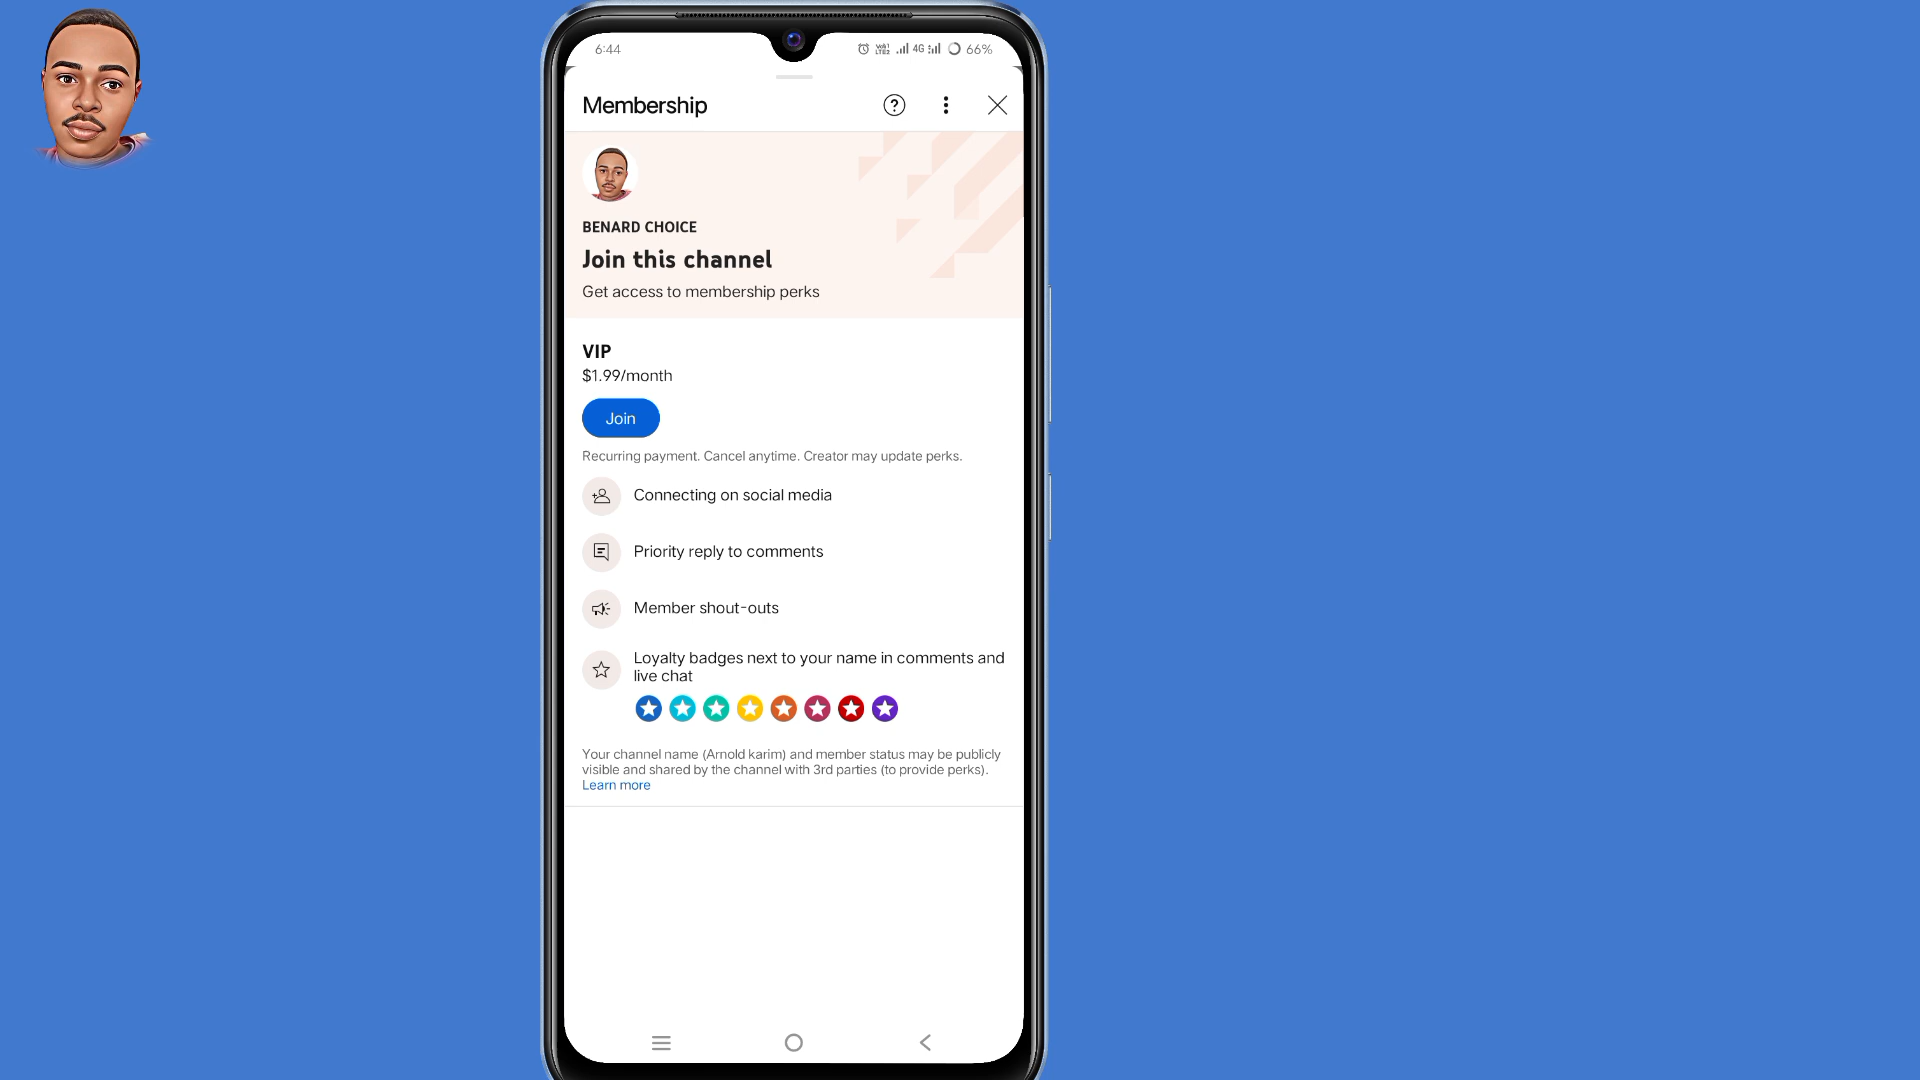 6:44
4G 66%
Membership
BENARD CHOICE
Join this channel
Get access to membership perks
VIP
$1.99/month
Join
Recurring payment. Cancel anytime. Creator may update perks.
Connecting on social media
Priority reply to comments
Member shout-outs
Loyalty badges next to your name in comments and
live chat
Your channel name (Arnold karim) and member status may be publicly
visible and shared by the channel with 3rd parties (to provide perks).
Learn more